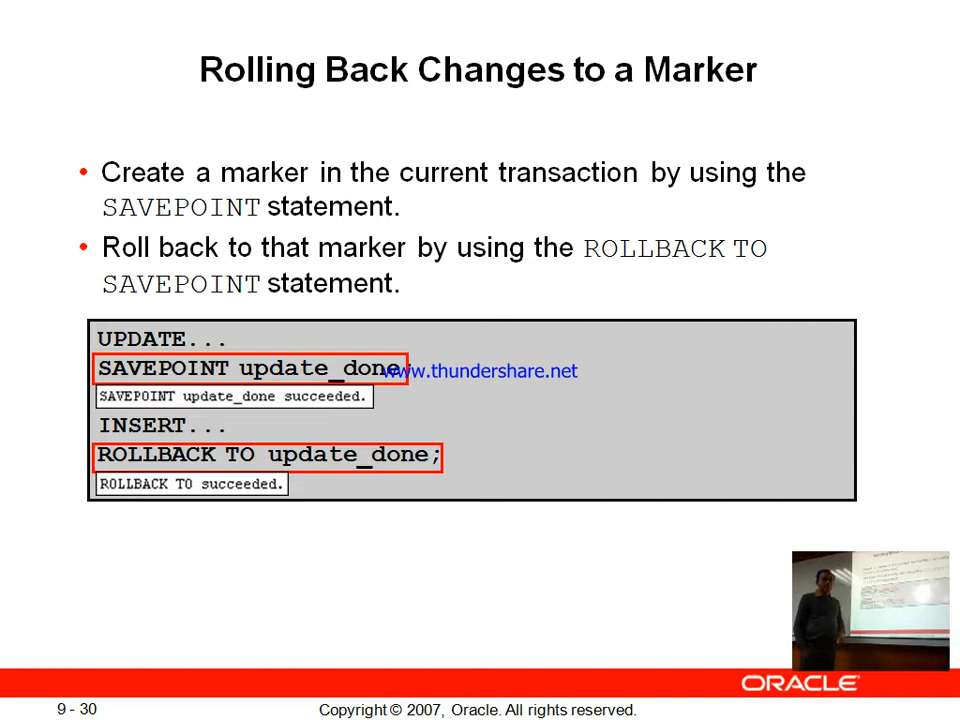 Rolling Back Changes to a Marker
• Create a marker in the current transaction by using the
SAVEPOINT statement.
• Roll back to that marker by using the ROLLBACK TO
SAVEPOINT statement.
UPDATE...
SAVEPOINT update_done
www.thundershare.net
SAVEPOINT update_done succeeded.
INSERT...
ROLLBACK TO update_done;
ROLLBACK TO succeeded.
ORACLE
9 - 30
Copyright © 2007, Oracle. All rights reserved.